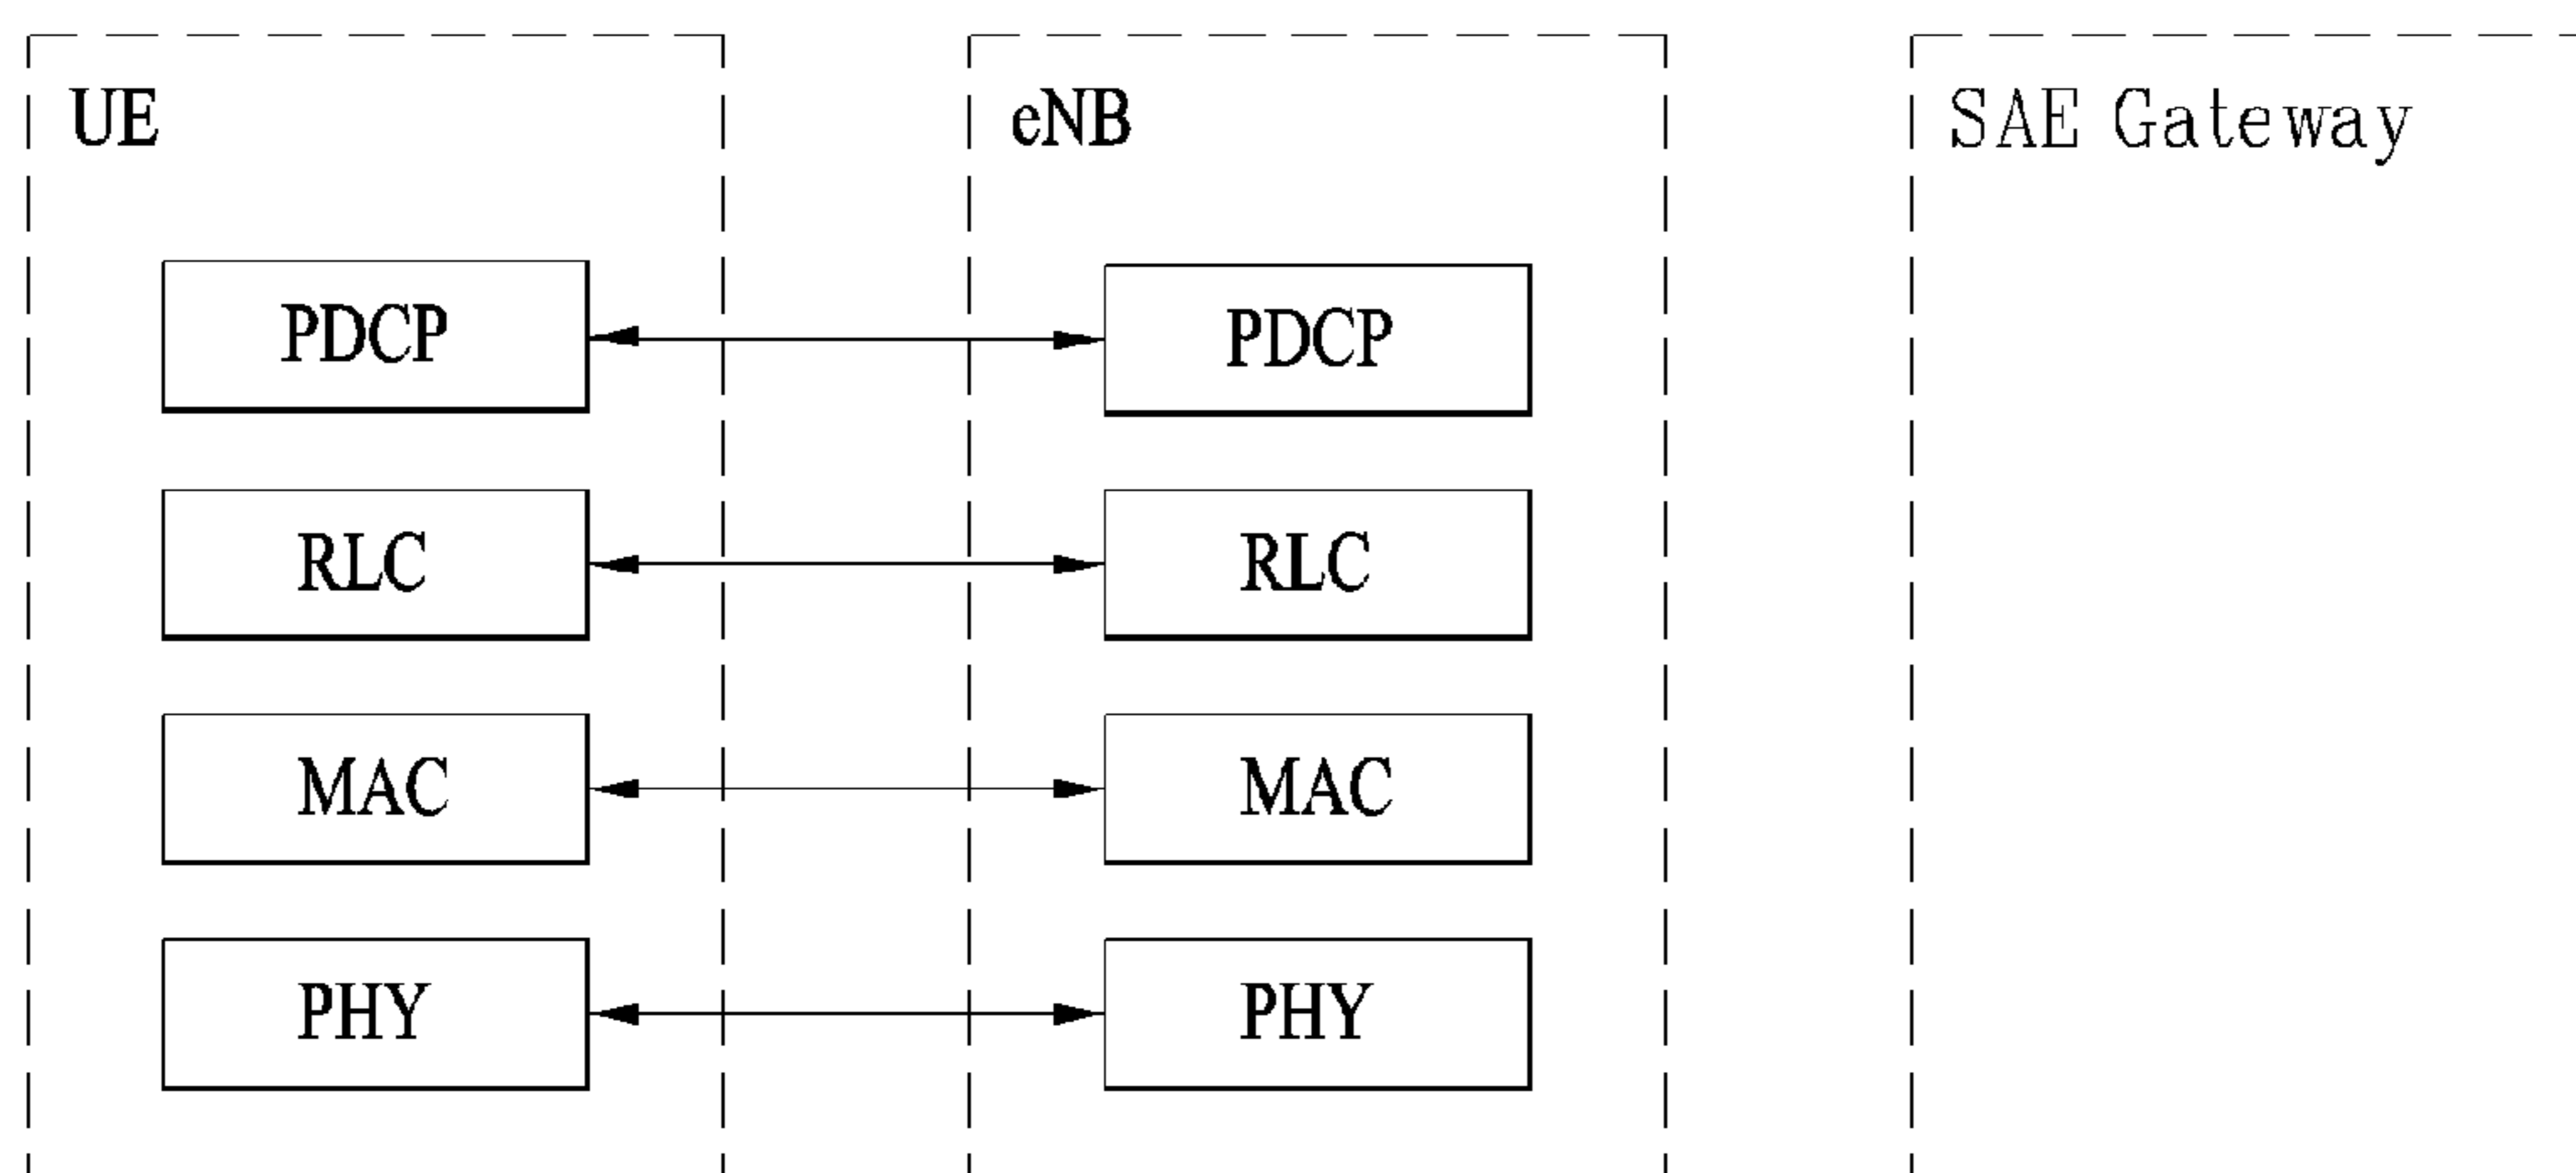 UE eNB SAE Gateway
PDCP PDCP
RLC RLC
MAC MAC
PHY PHY